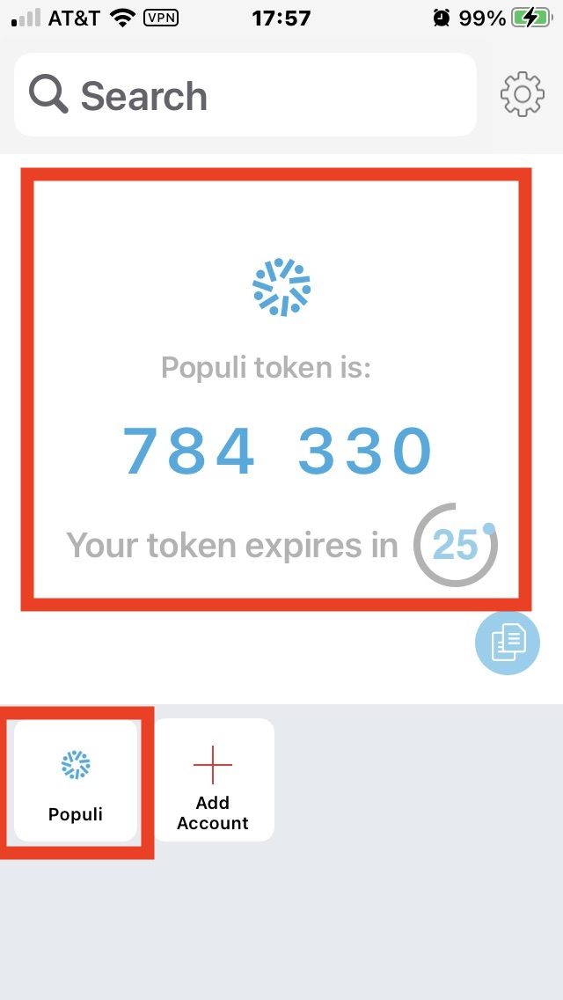 AT&T VPN 17:57 99%
Search
Populi token is:
784 330
Your token expires in 25
Populi
Add
Account